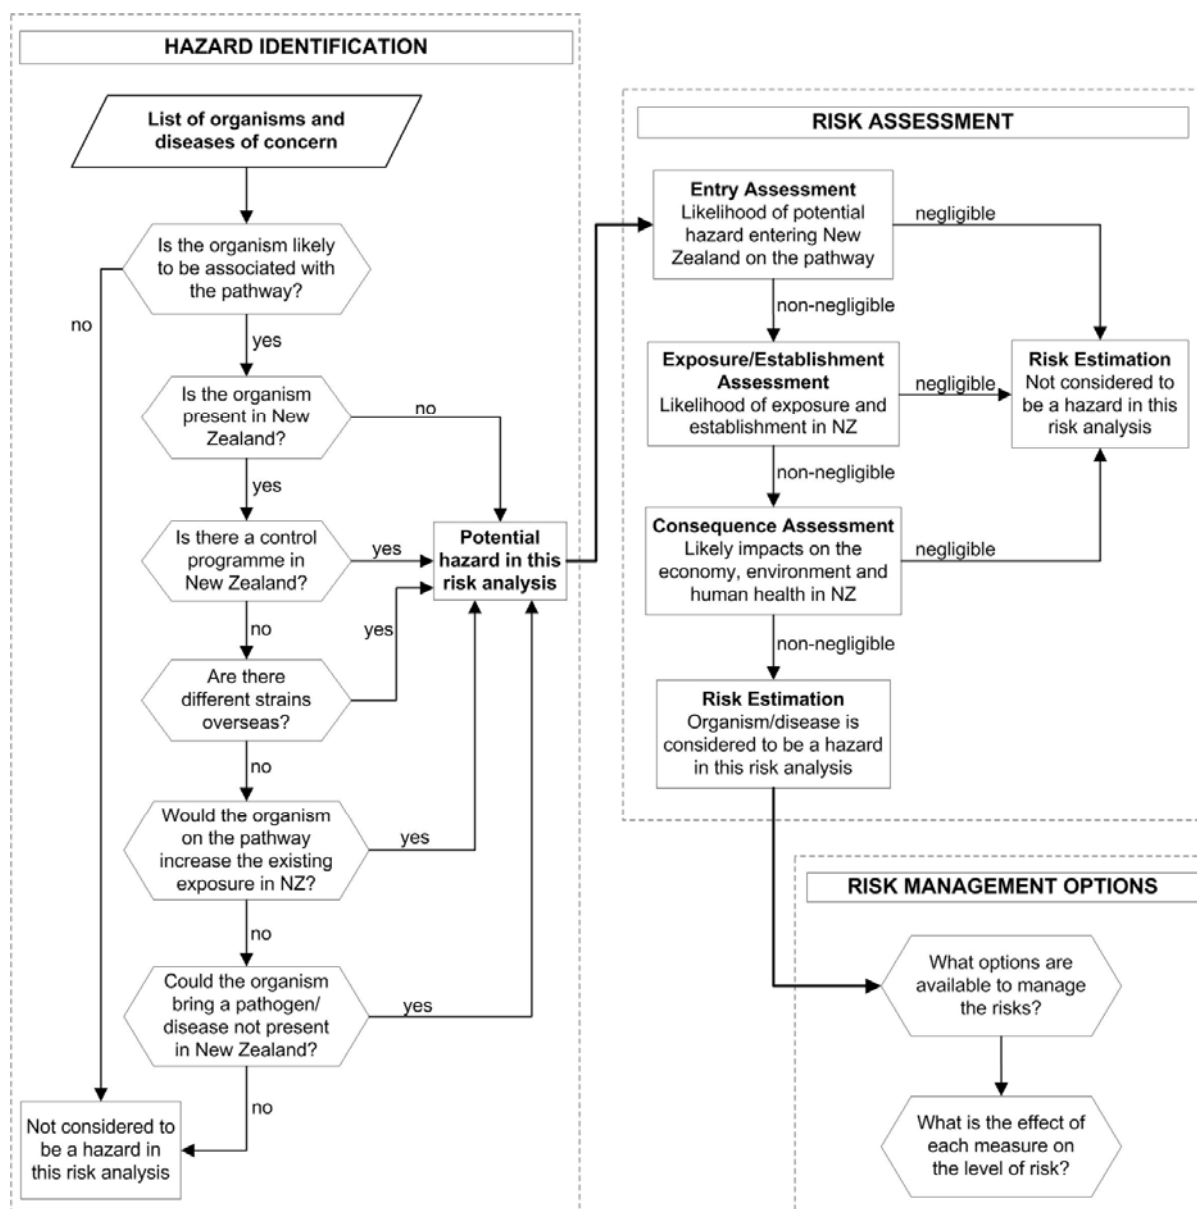 HAZARD IDENTIFICATION
List of organisms and
diseases of concern
Is the organism likely
to be associated with
the pathway?
no
yes
Is the organism
present in New
Zealand?
no
yes
Is there a control
programme in
New Zealand?
yes
no
Potential
hazard in this
risk analysis
Are there
different strains
overseas?
yes
no
Would the organism
on the pathway
increase the existing
exposure in NZ?
yes
no
Could the organism
bring a pathogen/
disease not present
in New Zealand?
yes
no
Not considered to
be a hazard in
this risk analysis
RISK ASSESSMENT
Entry Assessment
Likelihood of potential
hazard entering New
Zealand on the pathway
negligible
non-negligible
Exposure/Establishment
Assessment
Likelihood of exposure and
establishment in NZ
negligible
non-negligible
Risk Estimation
Not considered to
be a hazard in this
risk analysis
Consequence Assessment
Likely impacts on the
economy, environment and
human health in NZ
negligible
non-negligible
Risk Estimation
Organism/disease is
considered to be a hazard
in this risk analysis
RISK MANAGEMENT OPTIONS
What options are
available to manage
the risks?
What is the effect of
each measure on
the level of risk?